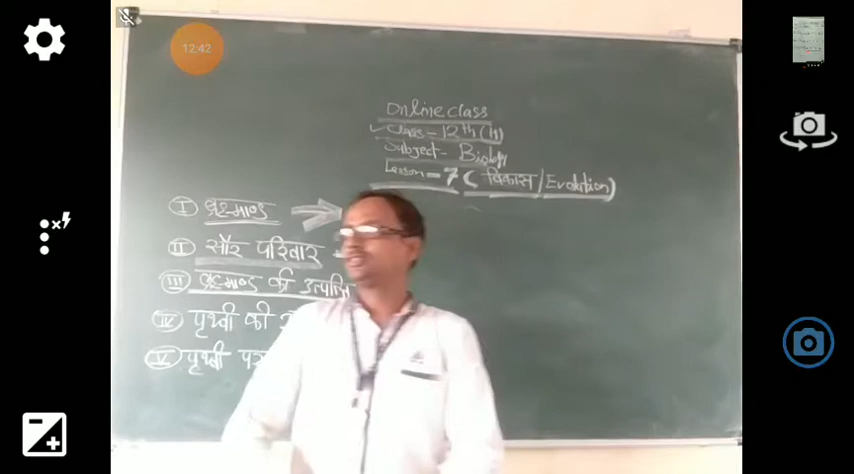 12:42
Online class
Class - 12th (H)
Subject - Biology
Lesson - 7 ( विकास / Evolution)
I ब्रह्माण्ड
II सौर परिवार
III ब्रह्माण्ड की उत्पत्ति
IV पृथ्वी की
V पृथ्वी पर